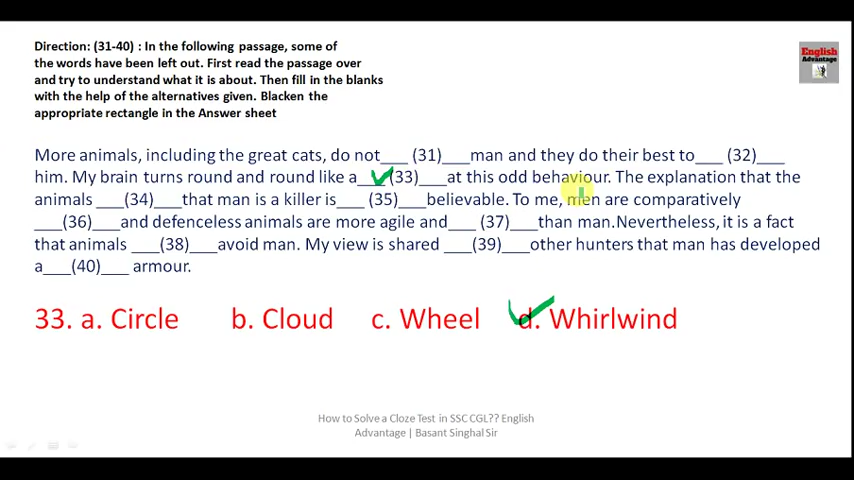 Direction: (31-40) : In the following passage, some of
the words have been left out. First read the passage over
and try to understand what it is about. Then fill in the blanks
with the help of the alternatives given. Blacken the
appropriate rectangle in the Answer sheet
English
Advantage
More animals, including the great cats, do not___ (31)___man and they do their best to___ (32)___
him. My brain turns round and round like a___ (33)___at this odd behaviour. The explanation that the
animals ___(34)___that man is a killer is___ (35)___believable. To me, men are comparatively
___(36)___and defenceless animals are more agile and___ (37)___than man.Nevertheless, it is a fact
that animals ___(38)___avoid man. My view is shared ___(39)___other hunters that man has developed
a___(40)___ armour.
33. a. Circle b. Cloud c. Wheel d. Whirlwind
How to Solve a Cloze Test in SSC CGL?? English
Advantage | Basant Singhal Sir